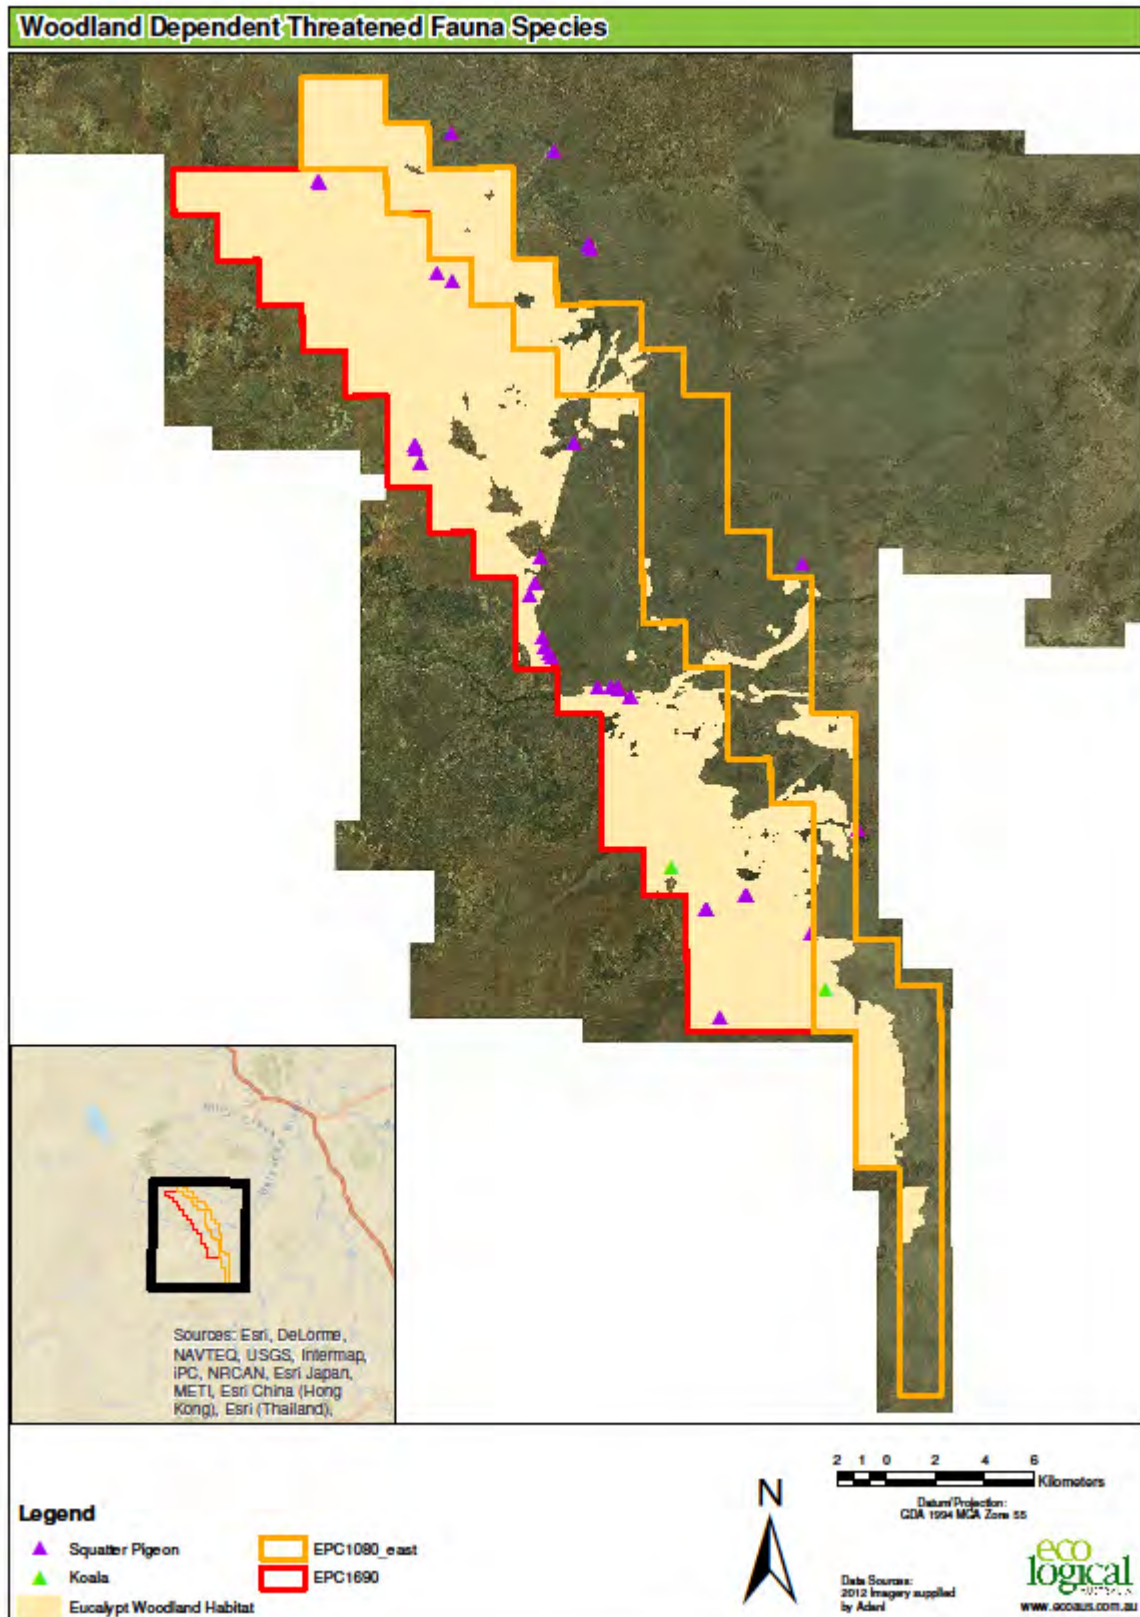 Woodland Dependent Threatened Fauna Species
Sources: Esri, DeLorme,
NAVTEQ, USGS, Intermap,
iPC, NRCAN, Esri Japan,
METI, Esri China (Hong
Kong), Esri (Thailand),
Legend
Squatter Pigeon
Koala
Eucalypt Woodland Habitat
EPC1080_east
EPC1690
N
2 1 0 2 4 6
Kilometers
Datum/Projection:
GDA 1994 MGA Zone 55
Data Sources:
2012 Imagery supplied
by Adani
eco
logical
AUSTRALIA
www.ecoaus.com.au